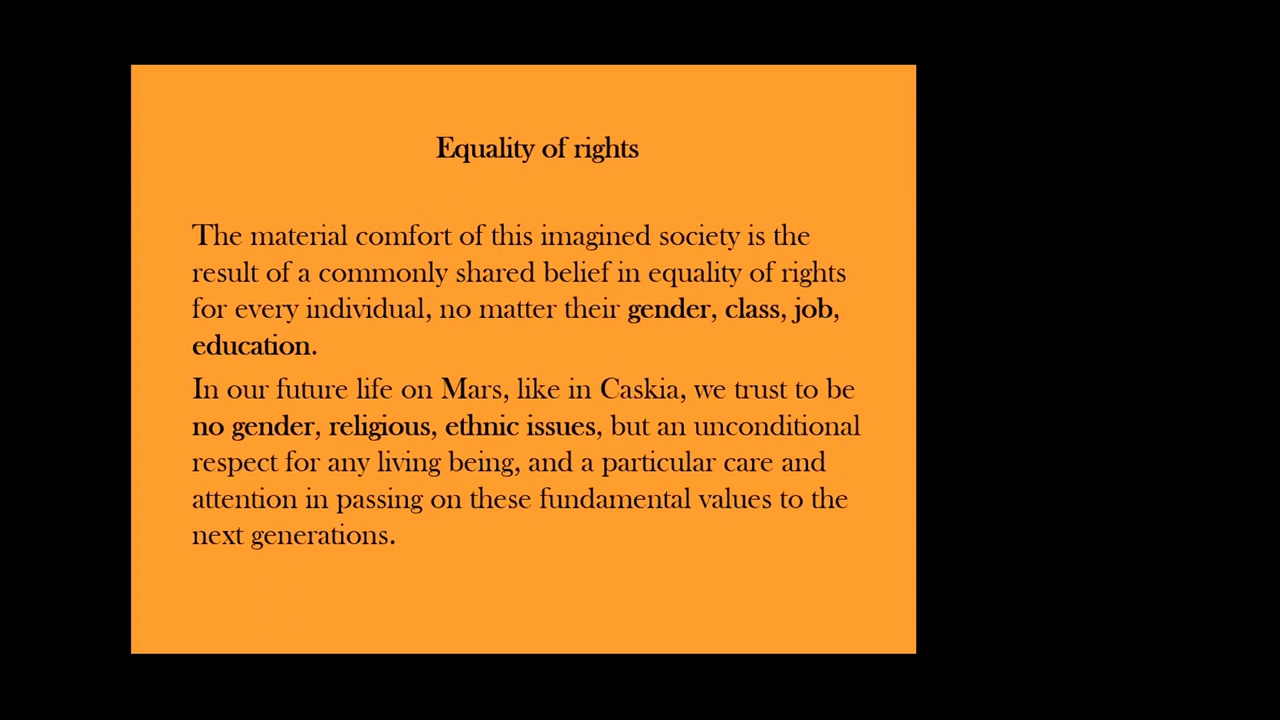 Equality of rights
The material comfort of this imagined society is the
result of a commonly shared belief in equality of rights
for every individual, no matter their gender, class, job,
education.
In our future life on Mars, like in Caskia, we trust to be
no gender, religious, ethnic issues, but an unconditional
respect for any living being, and a particular care and
attention in passing on these fundamental values to the
next generations.